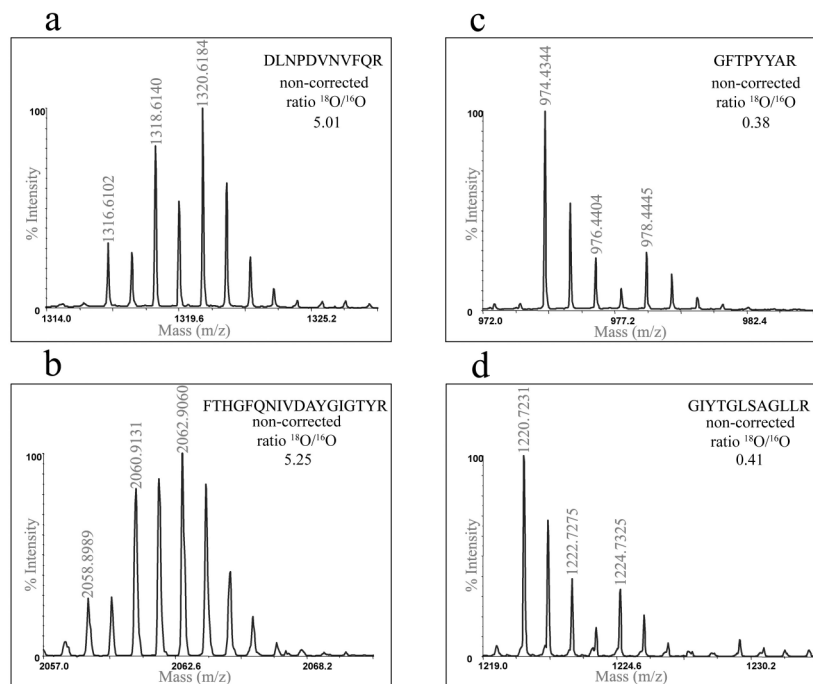 a
DLNPDVNVFQR
non-corrected
ratio ¹⁸O/¹⁶O
5.01
1316.6102
1318.6140
1320.6184
100
% Intensity
0
1314.0 1319.6 1325.2
Mass (m/z)
c
GFTPYYAR
non-corrected
ratio ¹⁸O/¹⁶O
0.38
974.4344
976.4404
978.4445
100
% Intensity
0
972.0 977.2 982.4
Mass (m/z)
b
FTHGFQNIVDAYGIGTYR
non-corrected
ratio ¹⁸O/¹⁶O
5.25
2058.8989
2060.9131
2062.9060
100
% Intensity
0
2057.0 2062.6 2068.2
Mass (m/z)
d
GIYTGLSAGLLR
non-corrected
ratio ¹⁸O/¹⁶O
0.41
1220.7231
1222.7275
1224.7325
100
% Intensity
0
1219.0 1224.6 1230.2
Mass (m/z)